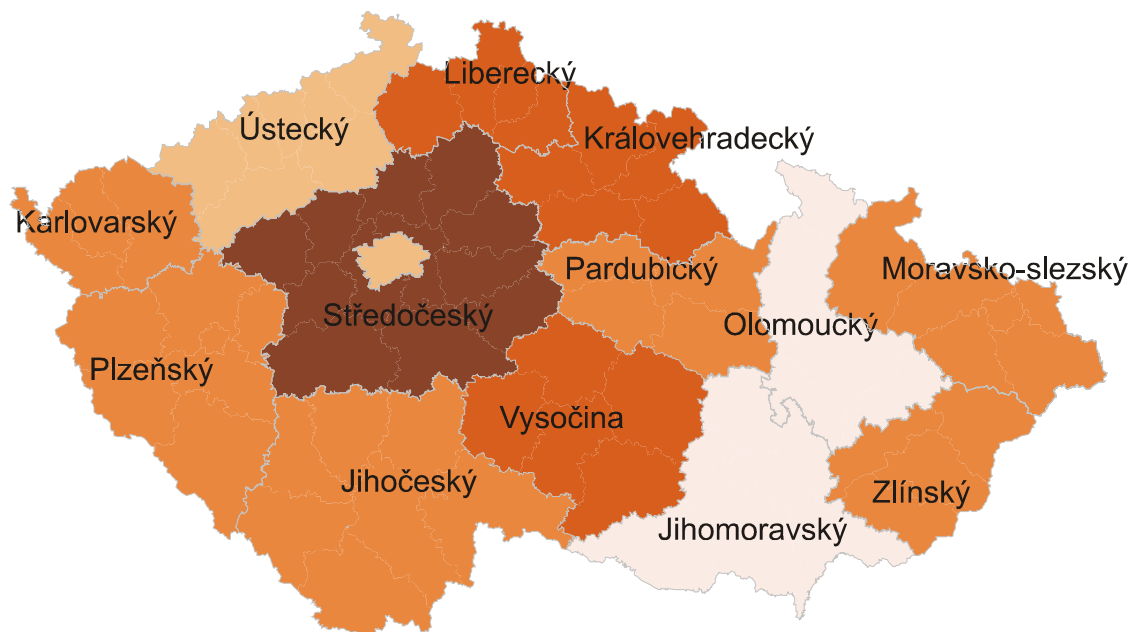 Liberecký
Ústecký
Královehradecký
Karlovarský
Pardubický
Moravsko-slezský
Středočeský
Olomoucký
Plzeňský
Vysočina
Jihočeský
Zlínský
Jihomoravský